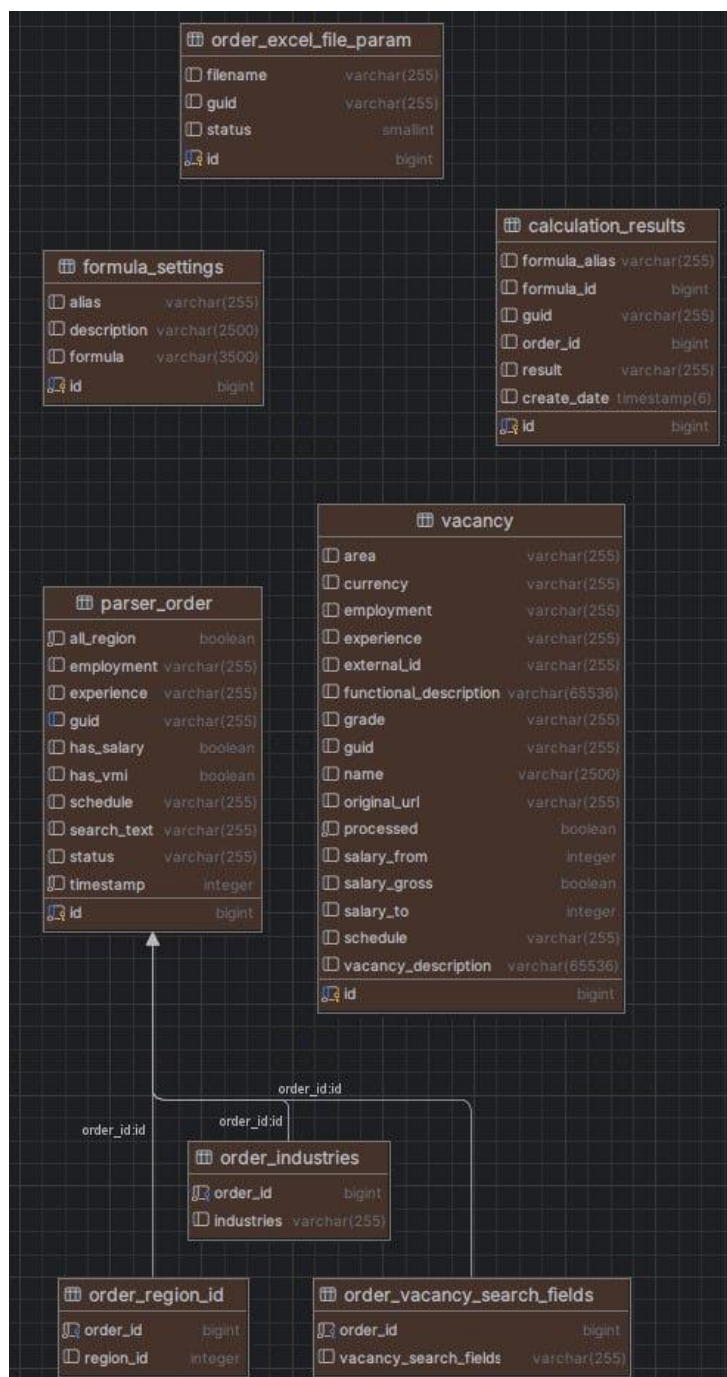 order_excel_file_param
filename varchar(255)
guid varchar(255)
status smallint
id bigint
calculation_results
formula_alias varchar(255)
formula_id bigint
guid varchar(255)
order_id bigint
result varchar(255)
create_date timestamp(6)
id bigint
formula_settings
alias varchar(255)
description varchar(2500)
formula varchar(3500)
id bigint
vacancy
area varchar(255)
currency varchar(255)
employment varchar(255)
experience varchar(255)
external_id varchar(255)
functional_description varchar(65536)
grade varchar(255)
guid varchar(255)
name varchar(2500)
original_url varchar(255)
processed boolean
salary_from integer
salary_gross boolean
salary_to integer
schedule varchar(255)
vacancy_description varchar(65536)
id bigint
parser_order
all_region boolean
employment varchar(255)
experience varchar(255)
guid varchar(255)
has_salary boolean
has_vmi boolean
schedule varchar(255)
search_text varchar(255)
status varchar(255)
timestamp integer
id bigint
order_id:id
order_id:id
order_id:id
order_industries
order_id bigint
industries varchar(255)
order_region_id
order_id bigint
region_id integer
order_vacancy_search_fields
order_id bigint
vacancy_search_fields varchar(255)